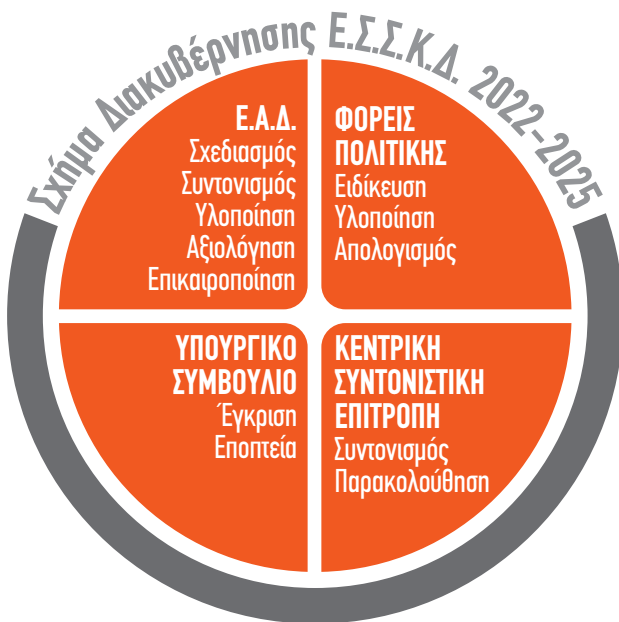 Σχήμα Διακυβέρνησης Ε.Σ.Σ.Κ.Δ. 2022-2025
Ε.Α.Δ.
Σχεδιασμός
Συντονισμός
Υλοποίηση
Αξιολόγηση
Επικαιροποίηση
ΦΟΡΕΙΣ
ΠΟΛΙΤΙΚΗΣ
Ειδίκευση
Υλοποίηση
Απολογισμός
ΥΠΟΥΡΓΙΚΟ
ΣΥΜΒΟΥΛΙΟ
Έγκριση
Εποπτεία
ΚΕΝΤΡΙΚΗ
ΣΥΝΤΟΝΙΣΤΙΚΗ
ΕΠΙΤΡΟΠΗ
Συντονισμός
Παρακολούθηση